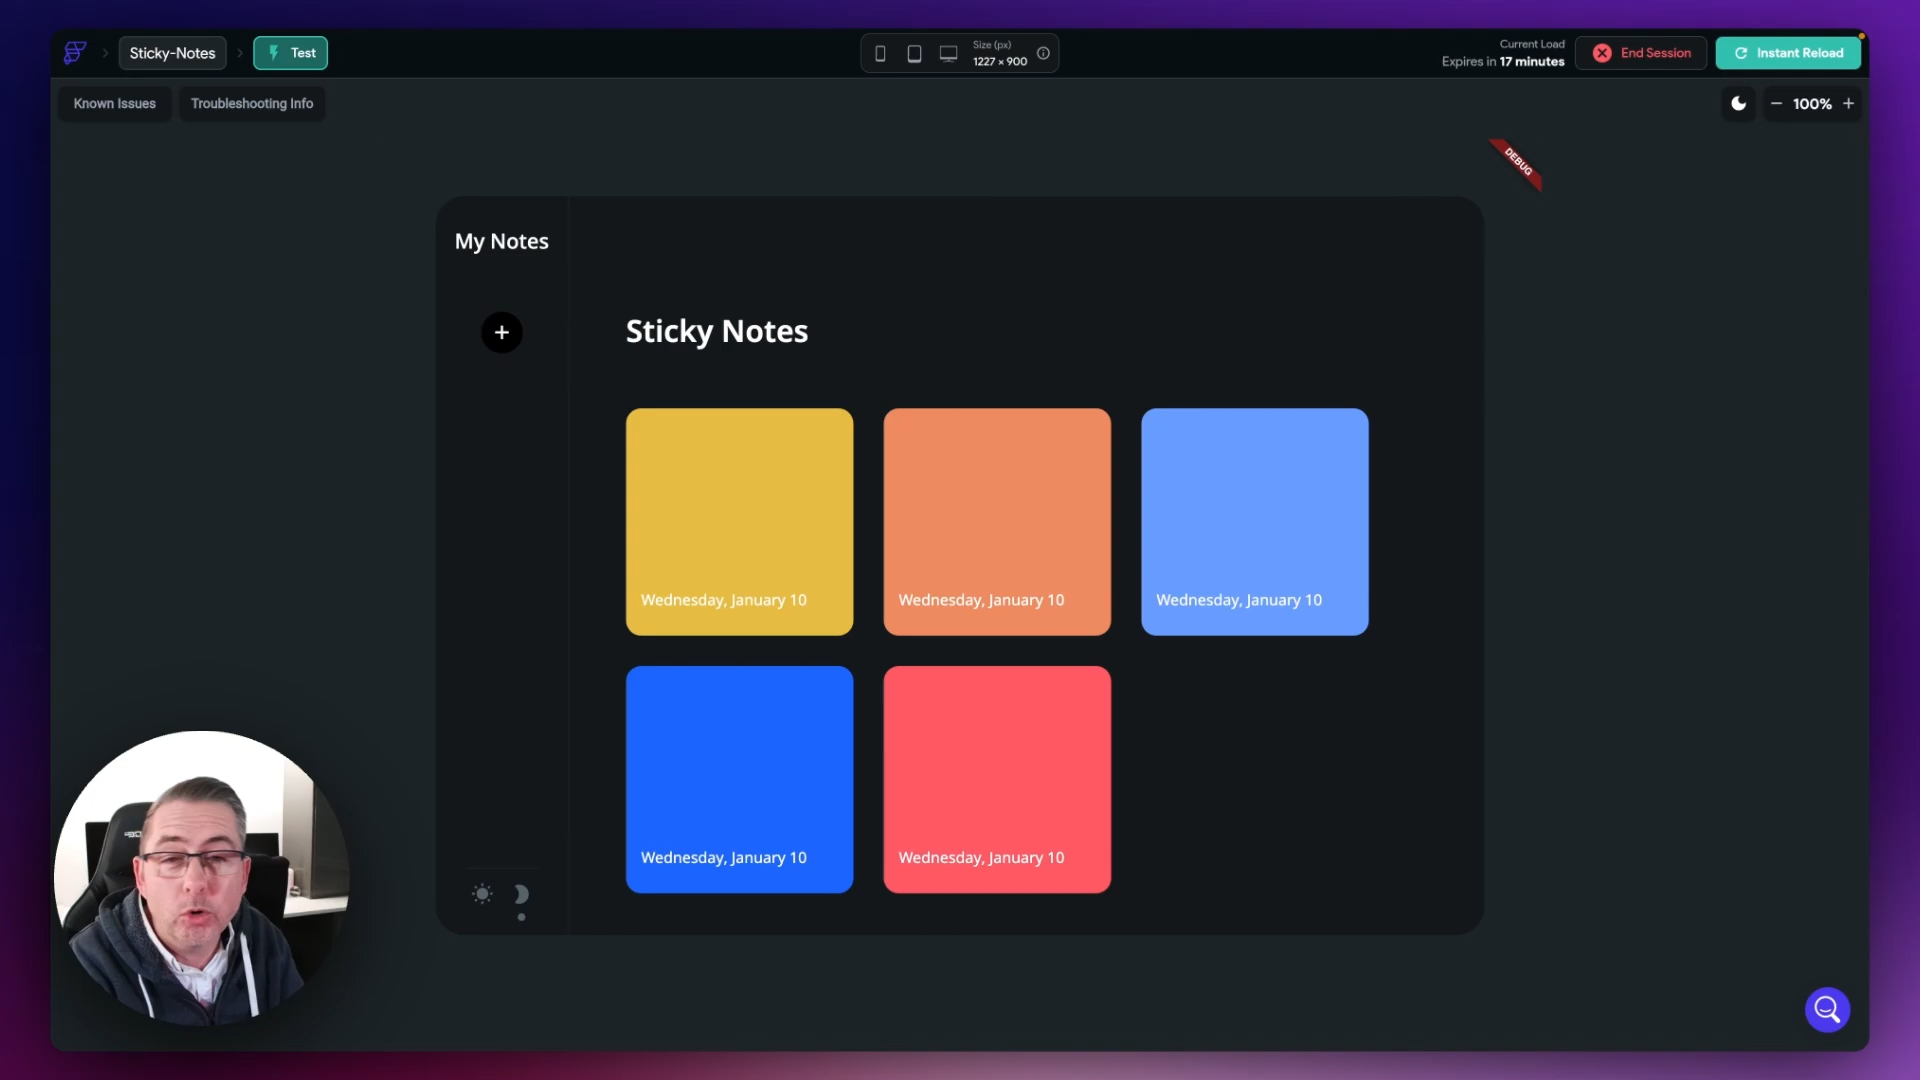 Sticky-Notes
Test
Size (px)
1227 × 900
Current Load
Expires in 17 minutes
End Session
Instant Reload
Known Issues
Troubleshooting Info
100%
DEBUG
My Notes
Sticky Notes
Wednesday, January 10
Wednesday, January 10
Wednesday, January 10
Wednesday, January 10
Wednesday, January 10